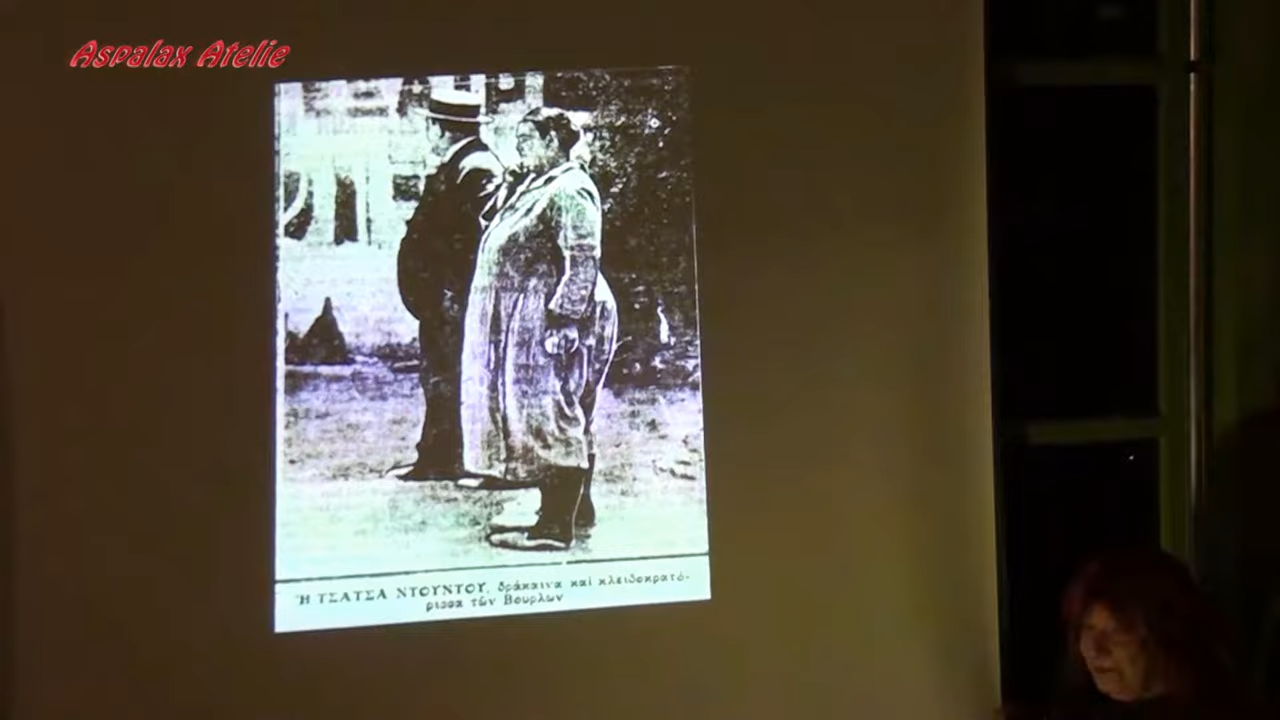 Aspalax Atelie
Ἡ ΤΣΑΤΣΑ ΝΤΟΥΝΤΟΥ, δράκαινα καὶ κλειδοκρατό-
ρισσα τῶν Βούρλων